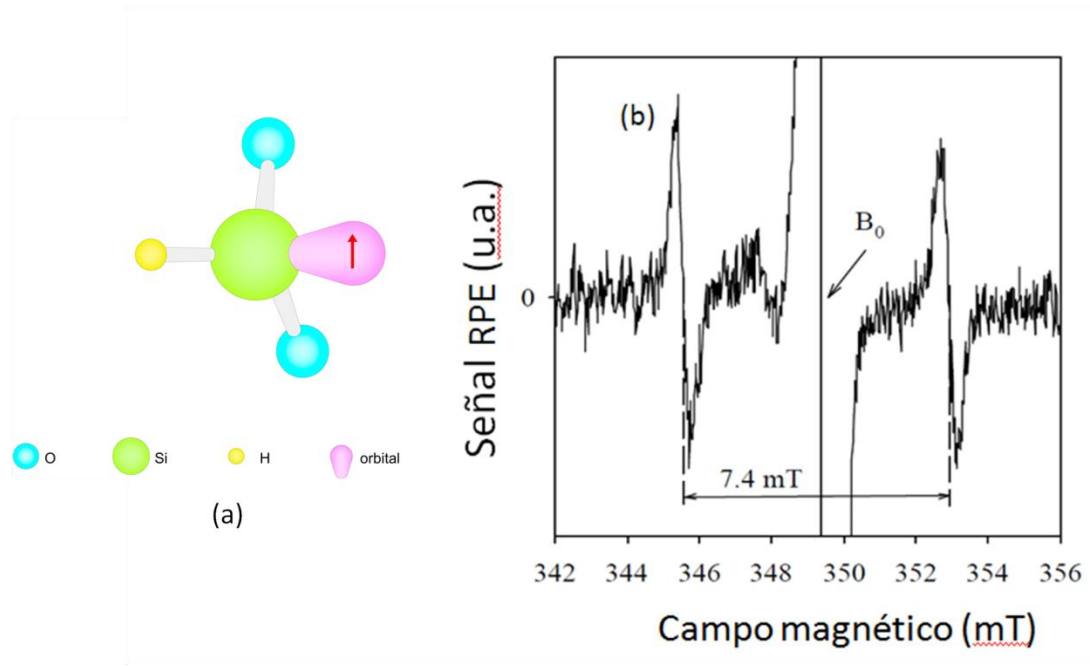 O
Si
H
orbital
(a)
(b)
Señal RPE (u.a.)
0
B0
7.4 mT
342 344 346 348 350 352 354 356
Campo magnético (mT)